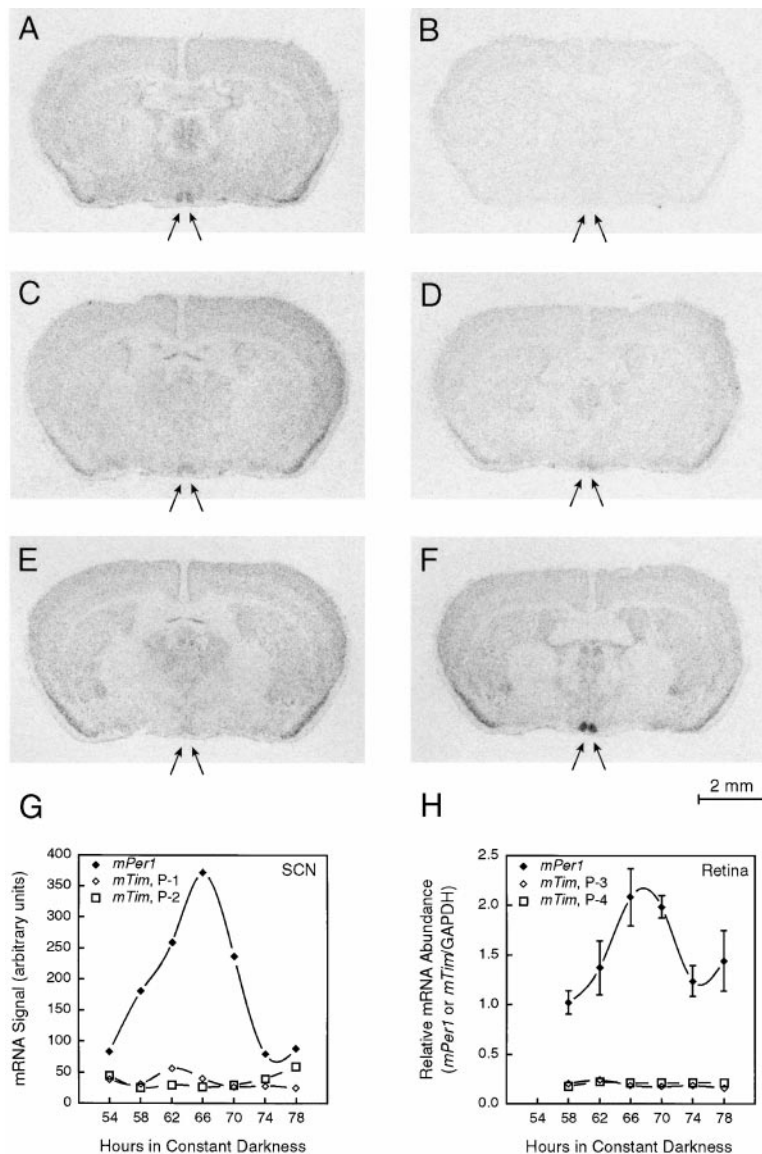 A
B
C
D
E
F
2 mm
G
mPer1
mTim, P-1
mTim, P-2
SCN
mRNA Signal (arbitrary units)
400
350
300
250
200
150
100
50
0
54 58 62 66 70 74 78
Hours in Constant Darkness
H
mPer1
mTim, P-3
mTim, P-4
Retina
Relative mRNA Abundance
(mPer1 or mTim/GAPDH)
2.5
2.0
1.5
1.0
0.5
0.0
54 58 62 66 70 74 78
Hours in Constant Darkness